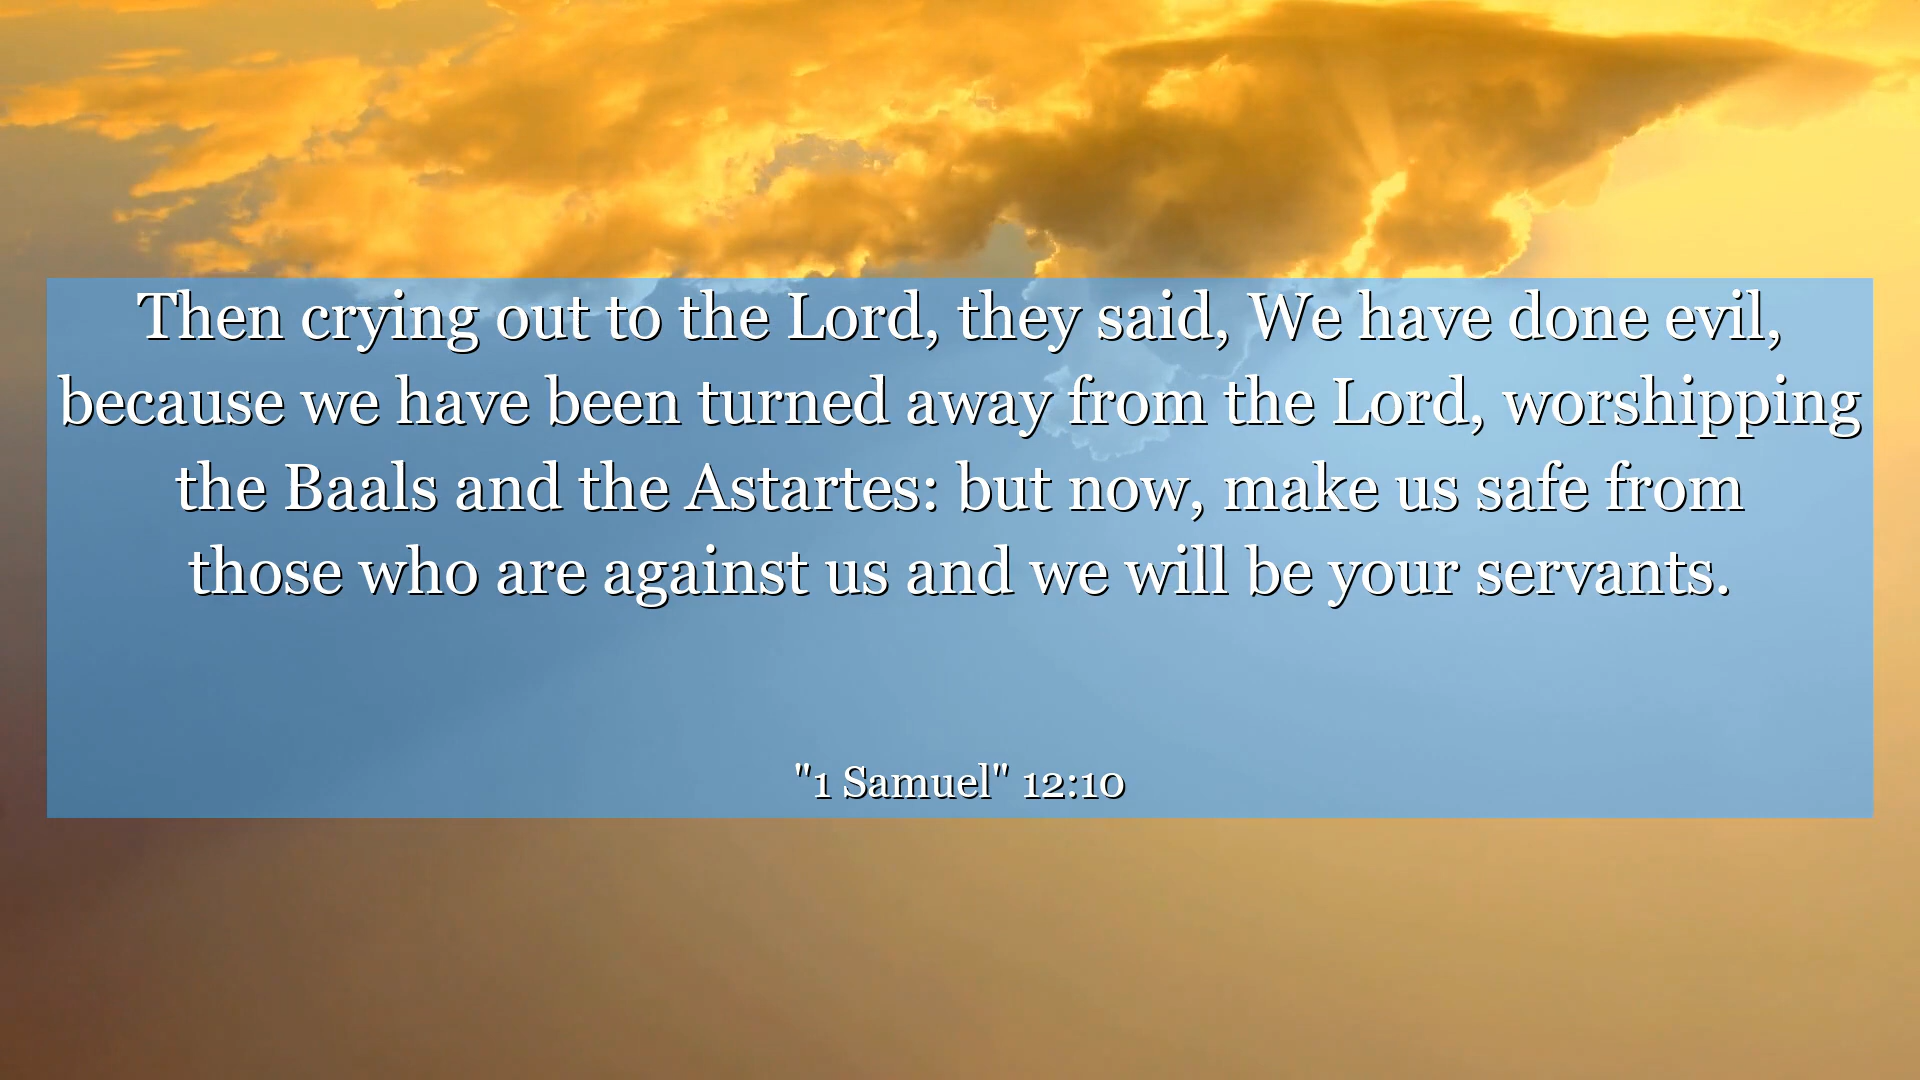 Then crying out to the Lord, they said, We have done evil,
because we have been turned away from the Lord, worshipping
the Baals and the Astartes: but now, make us safe from
those who are against us and we will be your servants.
"1 Samuel" 12:10